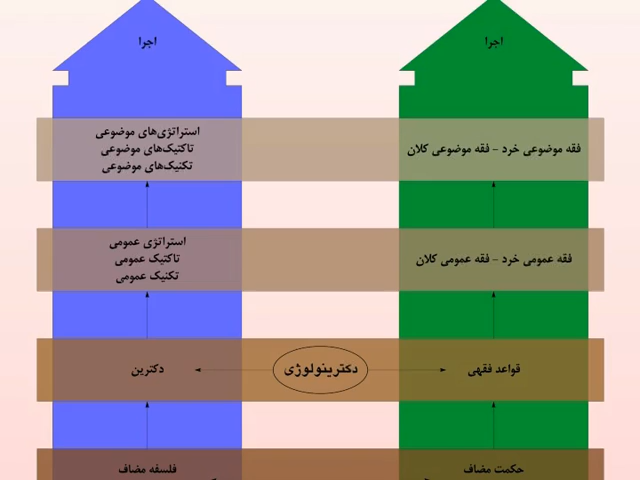 اجرا
اجرا
فقه موضوعی خرد - فقه موضوعی کلان
استراتژی‌های موضوعی
تاکتیک‌های موضوعی
تکنیک‌های موضوعی
فقه عمومی خرد - فقه عمومی کلان
استراتژی عمومی
تاکتیک عمومی
تکنیک عمومی
قواعد فقهی
دکترینولوژی
دکترین
حکمت مضاف
فلسفه مضاف